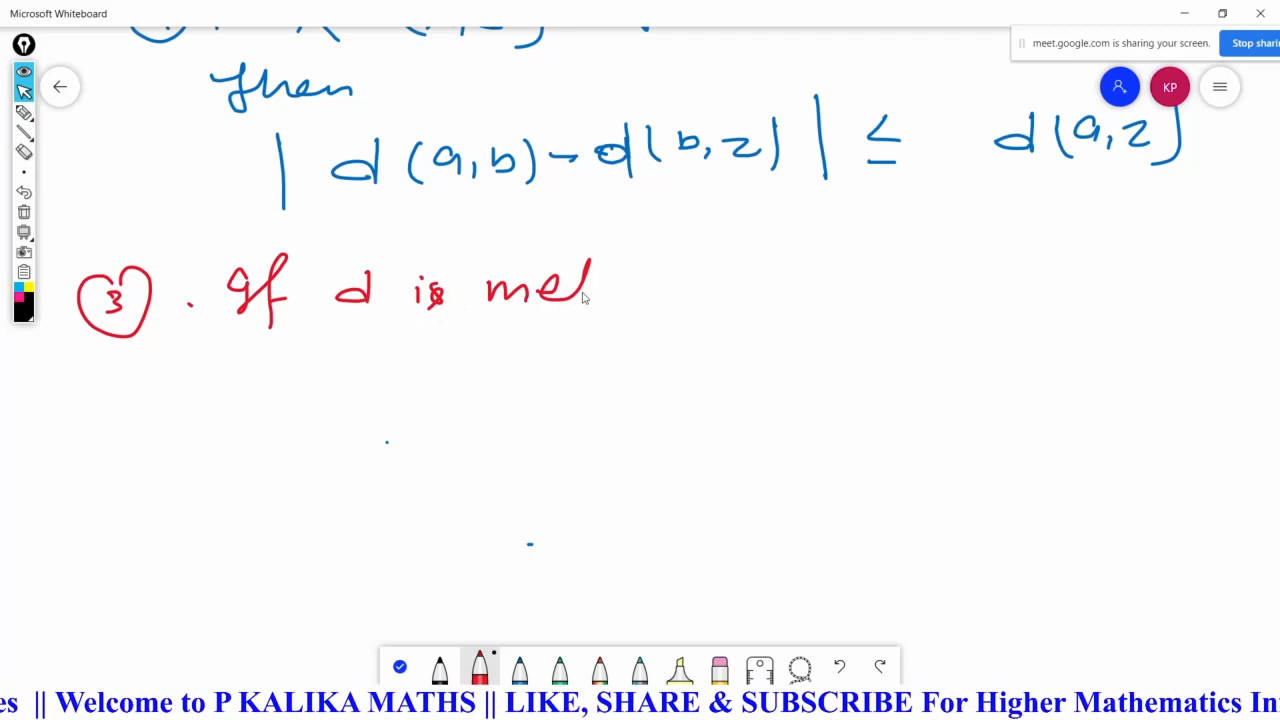 Microsoft Whiteboard
meet.google.com is sharing your screen.
Stop sharin
KP
then
| d(a,b) - d(b,z) | ≤ d(a,z)
3 . If d is met
es || Welcome to P KALIKA MATHS || LIKE, SHARE & SUBSCRIBE For Higher Mathematics In